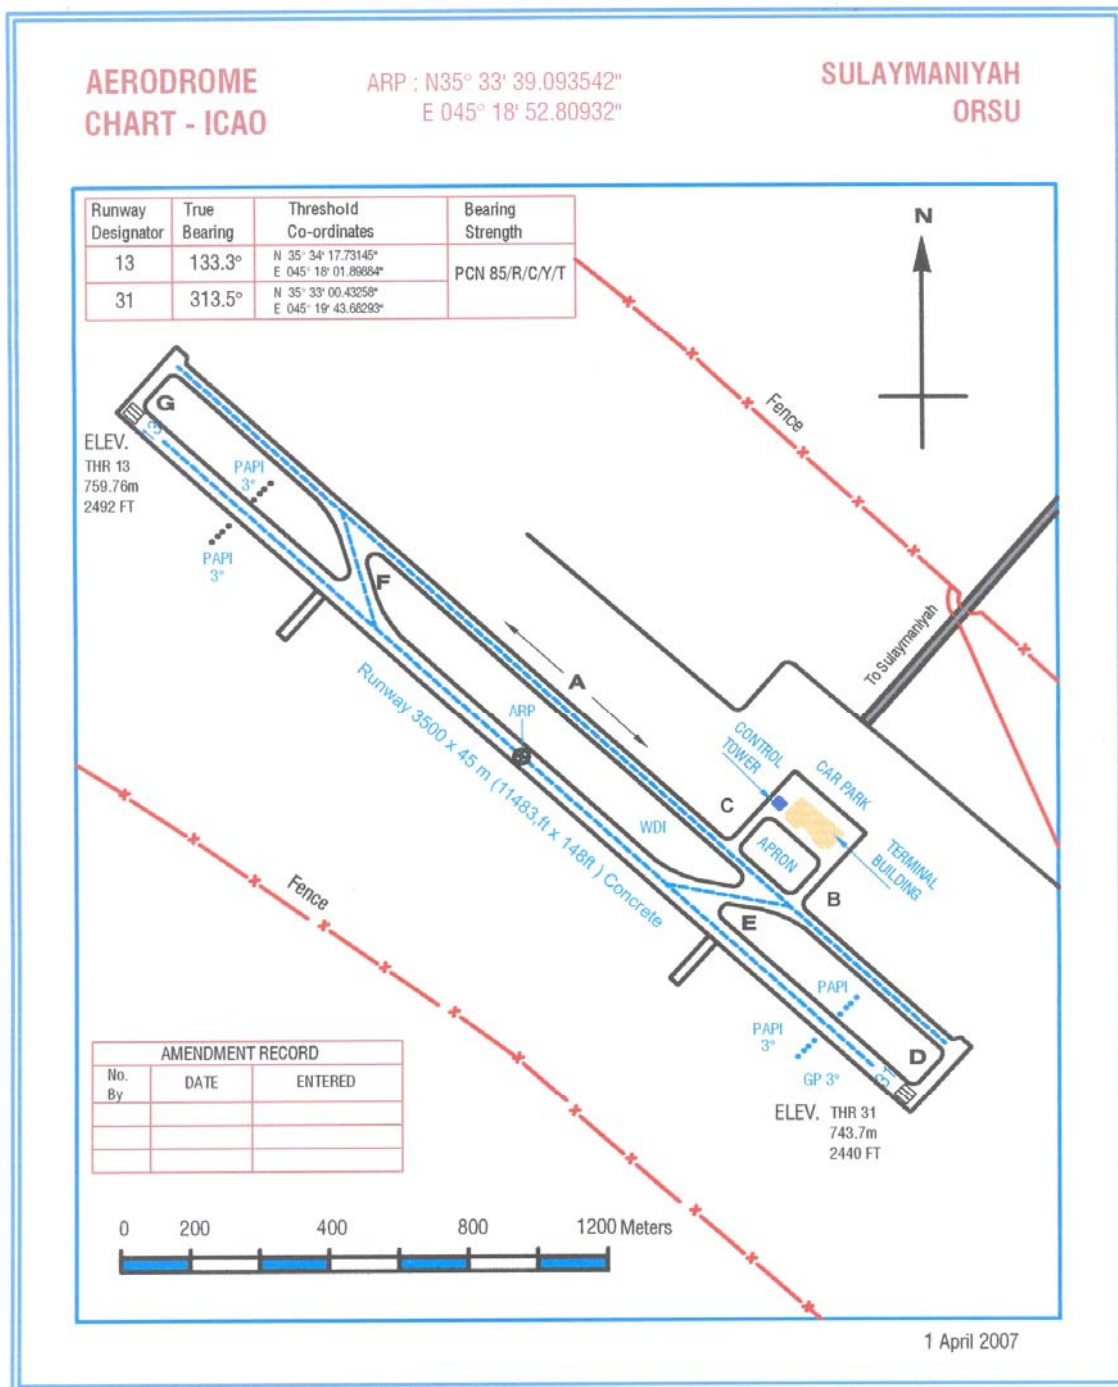 AERODROME
CHART - ICAO
ARP : N35° 33' 39.093542"
E 045° 18' 52.80932"
SULAYMANIYAH
ORSU
Runway Designator True Bearing Threshold Co-ordinates Bearing Strength
13 133.3° N 35° 34' 17.73145" E 045° 18' 01.89884" PCN 85/R/C/Y/T
31 313.5° N 35° 33' 00.43258" E 045° 19' 43.68293"
N
Fence
G
13
ELEV.
THR 13
759.76m
2492 FT
PAPI
3°
PAPI
3°
F
To Sulaymaniyah
A
ARP
Runway 3500 x 45 m (11483,ft x 148ft ) Concrete
CONTROL
TOWER
CAR PARK
C
WDI
APRON
TERMINAL
BUILDING
B
E
Fence
PAPI
PAPI
3°
GP 3°
D
31
ELEV. THR 31
743.7m
2440 FT
AMENDMENT RECORD
No. DATE ENTERED
By
0 200 400 800 1200 Meters
1 April 2007